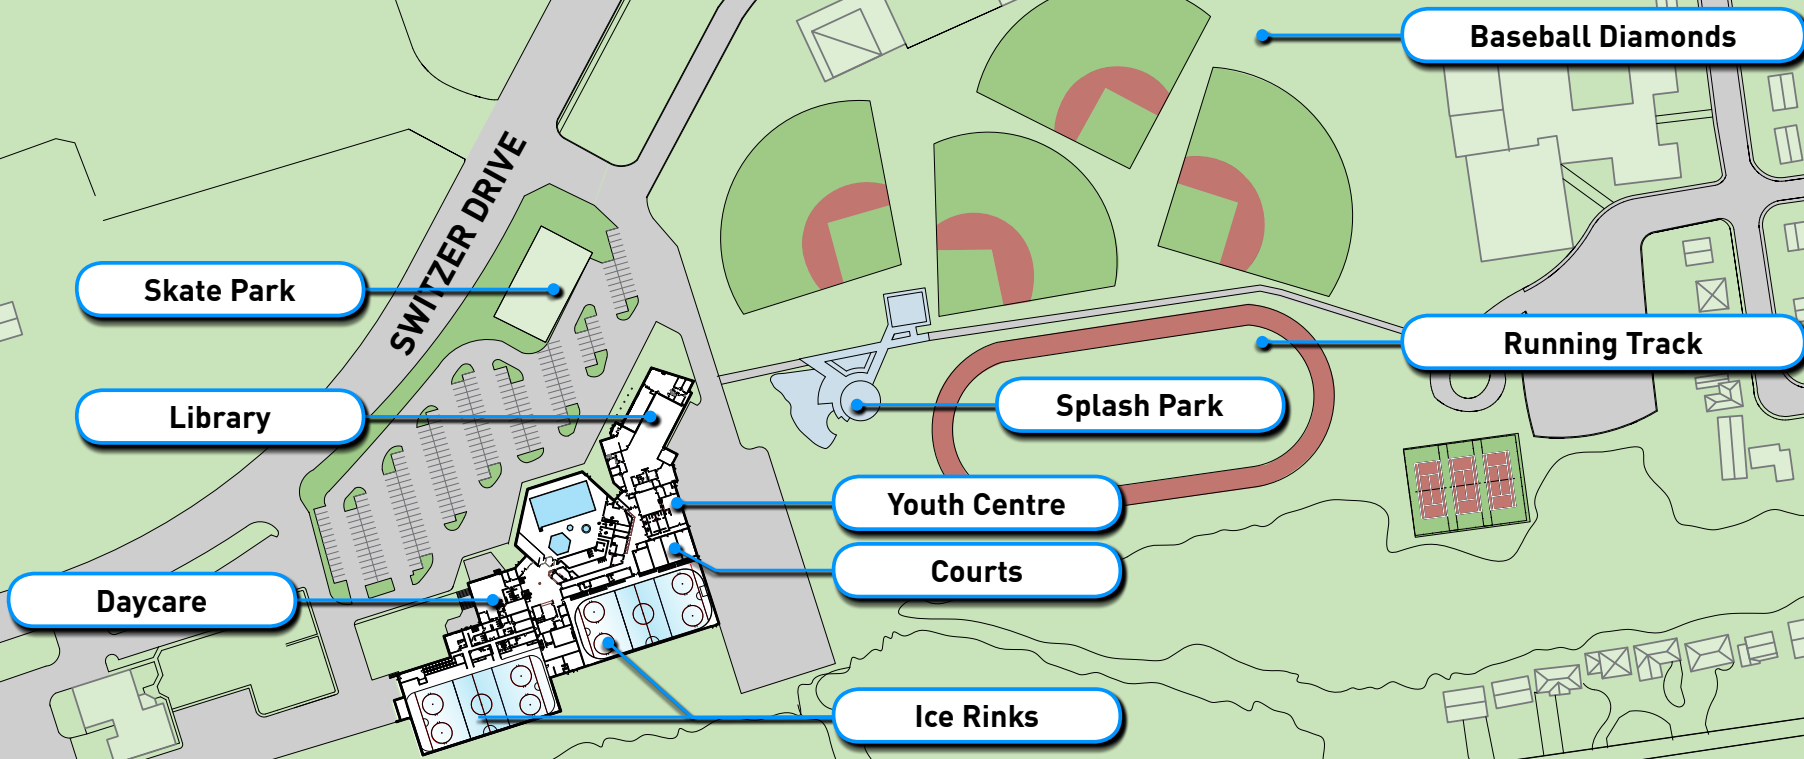 Baseball Diamonds
SWITZER DRIVE
Skate Park
Running Track
Library
Splash Park
Youth Centre
Courts
Daycare
Ice Rinks